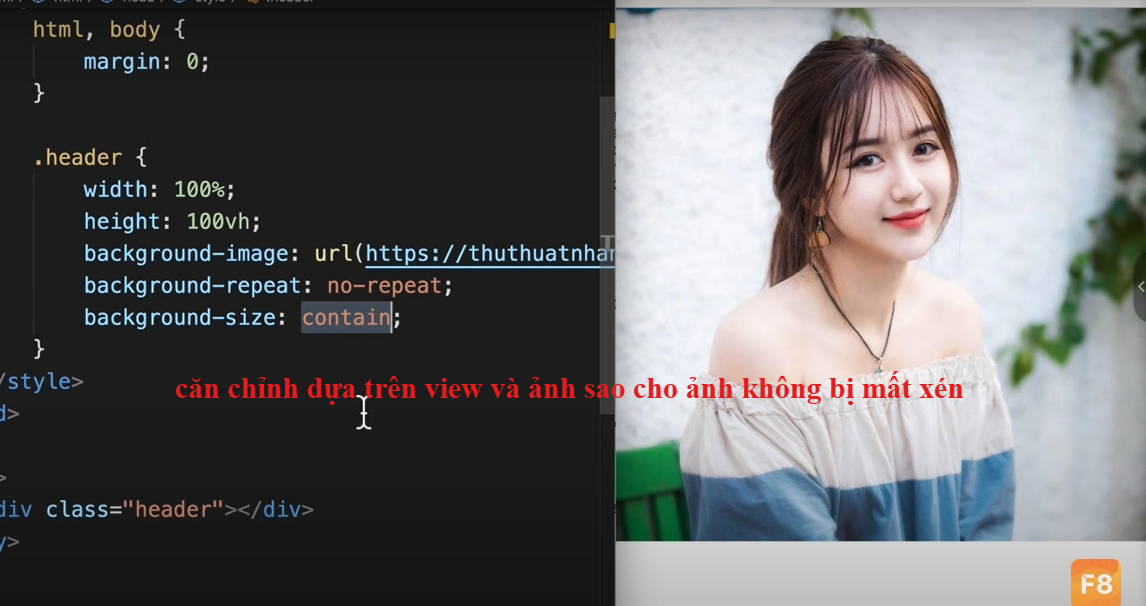 html, body {
margin: 0;
}
.header {
width: 100%;
height: 100vh;
background-image: url(https://thuthuatnhan
background-repeat: no-repeat;
background-size: contain;
}
/style>
căn chỉnh dựa trên view và ảnh sao cho ảnh không bị mất xén
d>
>
div class="header"></div>
y>
F8